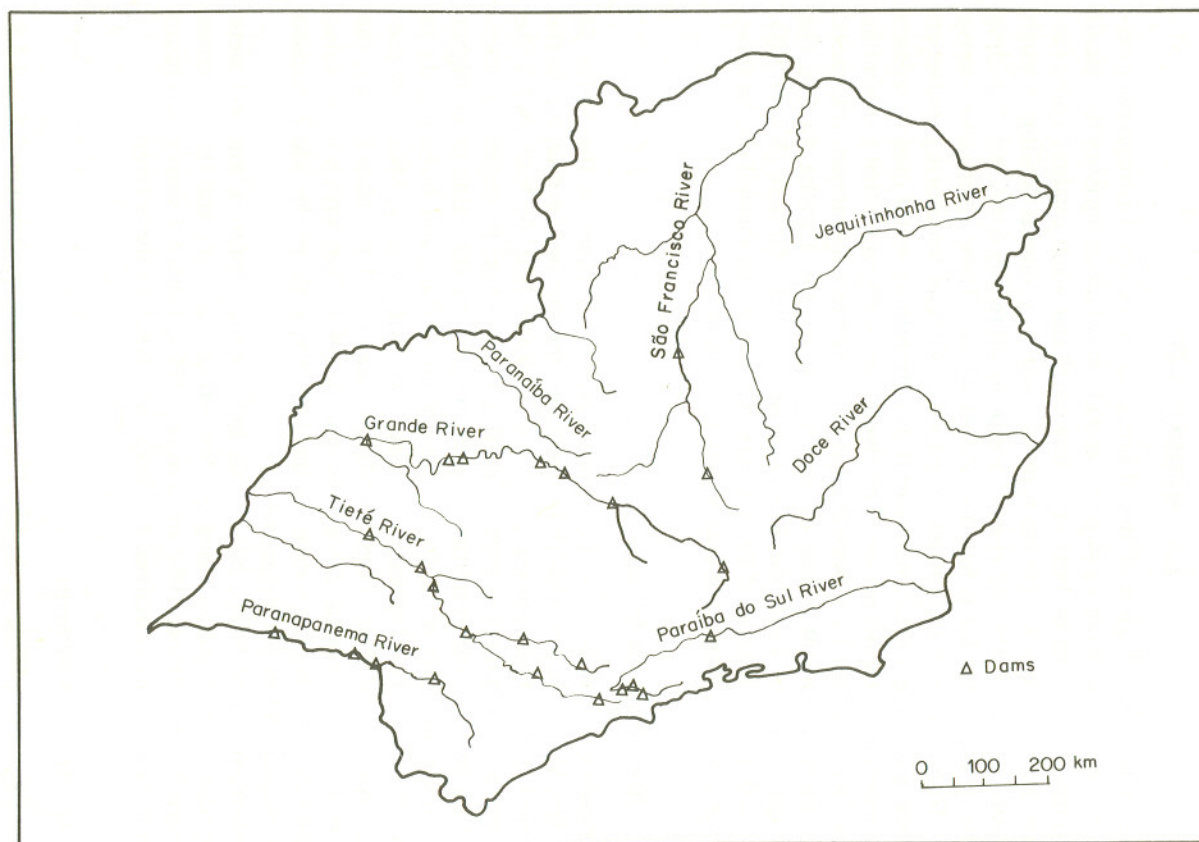 São Francisco River
Jequitinhonha River
Paranaíba River
Grande River
Doce River
Tieté River
Paranapanema River
Paraíba do Sul River
Dams
0 100 200 km